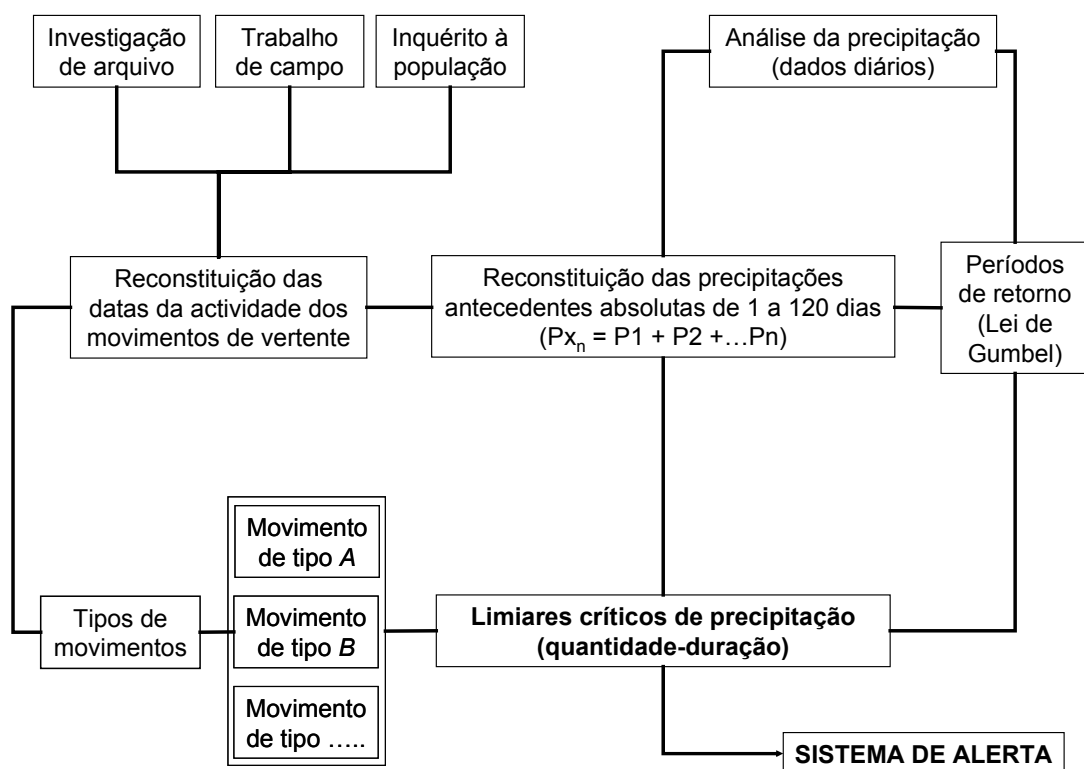 Investigação
de arquivo
Trabalho
de campo
Inquérito à
população
Análise da precipitação
(dados diários)
Reconstituição das
datas da actividade dos
movimentos de vertente
Reconstituição das precipitações
antecedentes absolutas de 1 a 120 dias
(Pxₙ = P1 + P2 +…Pn)
Períodos
de retorno
(Lei de
Gumbel)
Movimento
de tipo A
Tipos de
movimentos
Movimento
de tipo B
Limiares críticos de precipitação
(quantidade-duração)
Movimento
de tipo …..
SISTEMA DE ALERTA